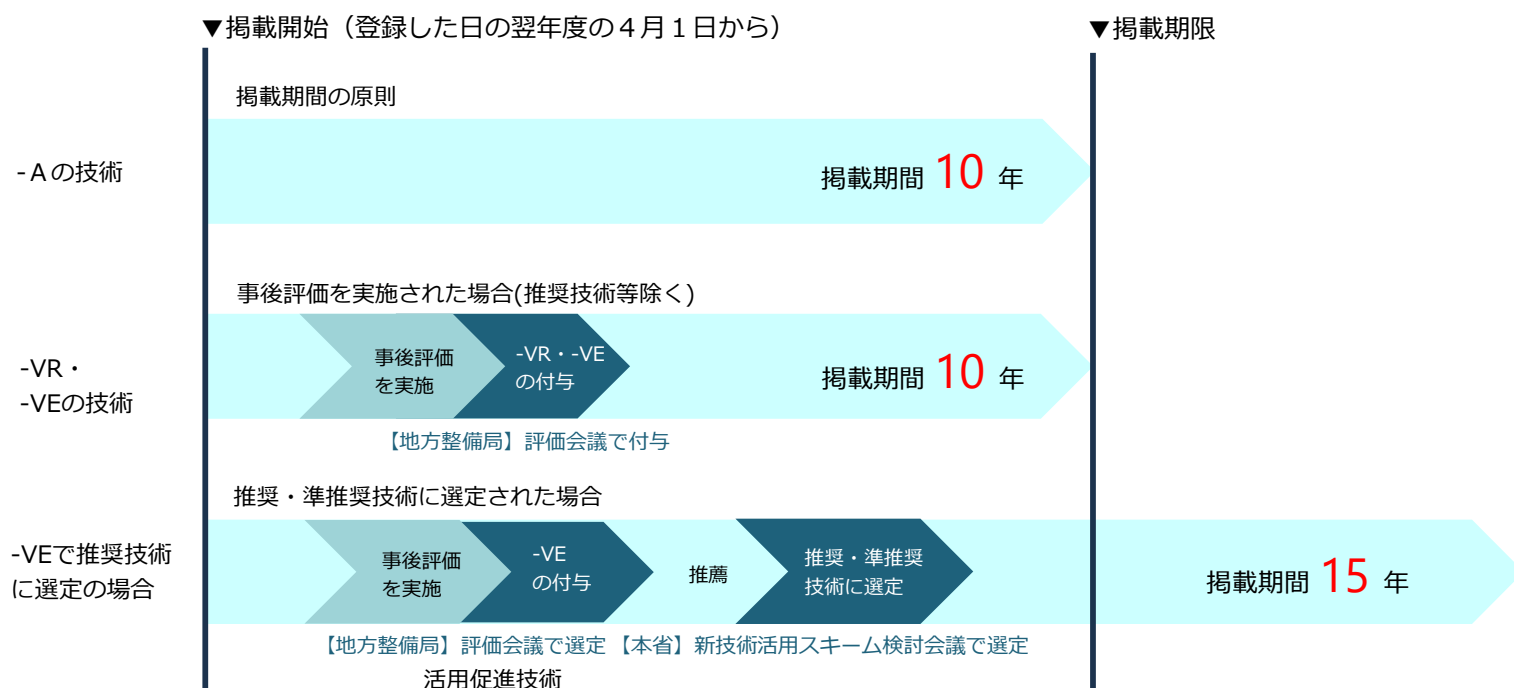 ▼掲載開始（登録した日の翌年度の４月１日から）
▼掲載期限
掲載期間の原則
-Ａの技術
掲載期間 10 年
事後評価を実施された場合(推奨技術等除く)
-VR・
-VEの技術
事後評価
を実施
-VR・-VE
の付与
掲載期間 10 年
【地方整備局】評価会議で付与
推奨・準推奨技術に選定された場合
-VEで推奨技術
に選定の場合
事後評価
を実施
-VE
の付与
推薦
推奨・準推奨
技術に選定
掲載期間 15 年
【地方整備局】評価会議で選定
【本省】新技術活用スキーム検討会議で選定
活用促進技術